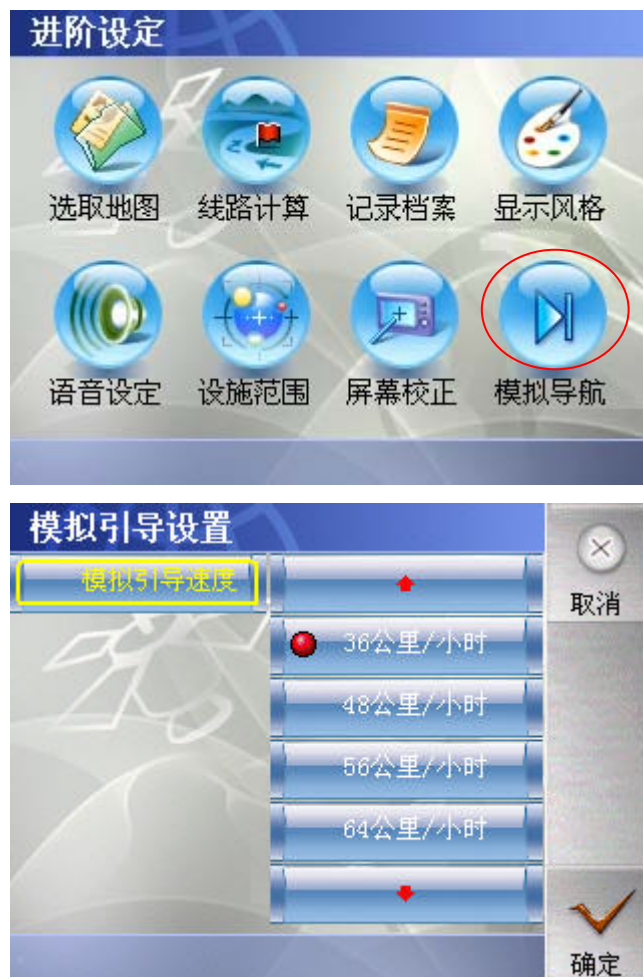 进阶设定
选取地图 线路计算 记录档案 显示风格
语音设定 设施范围 屏幕校正 模拟导航
模拟引导设置
取消
模拟引导速度
36公里/小时
48公里/小时
56公里/小时
64公里/小时
确定